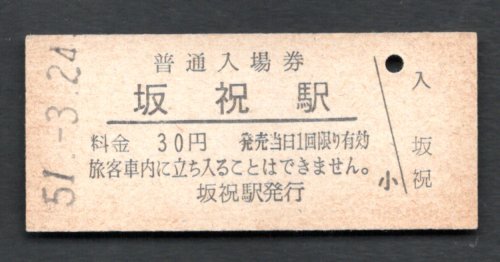 51.-3.24
普通入場券
坂祝駅
料金 30円 発売当日1回限り有効
旅客車内に立ち入ることはできません。
坂祝駅発行
小
入
坂祝